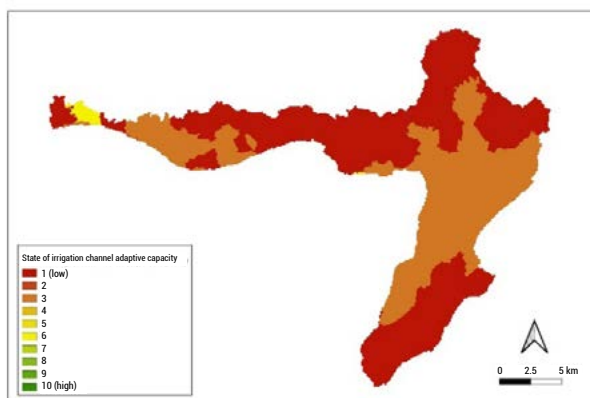 State of irrigation channel adaptive capacity
1 (low)
2
3
4
5
6
7
8
9
10 (high)
0 2.5 5 km